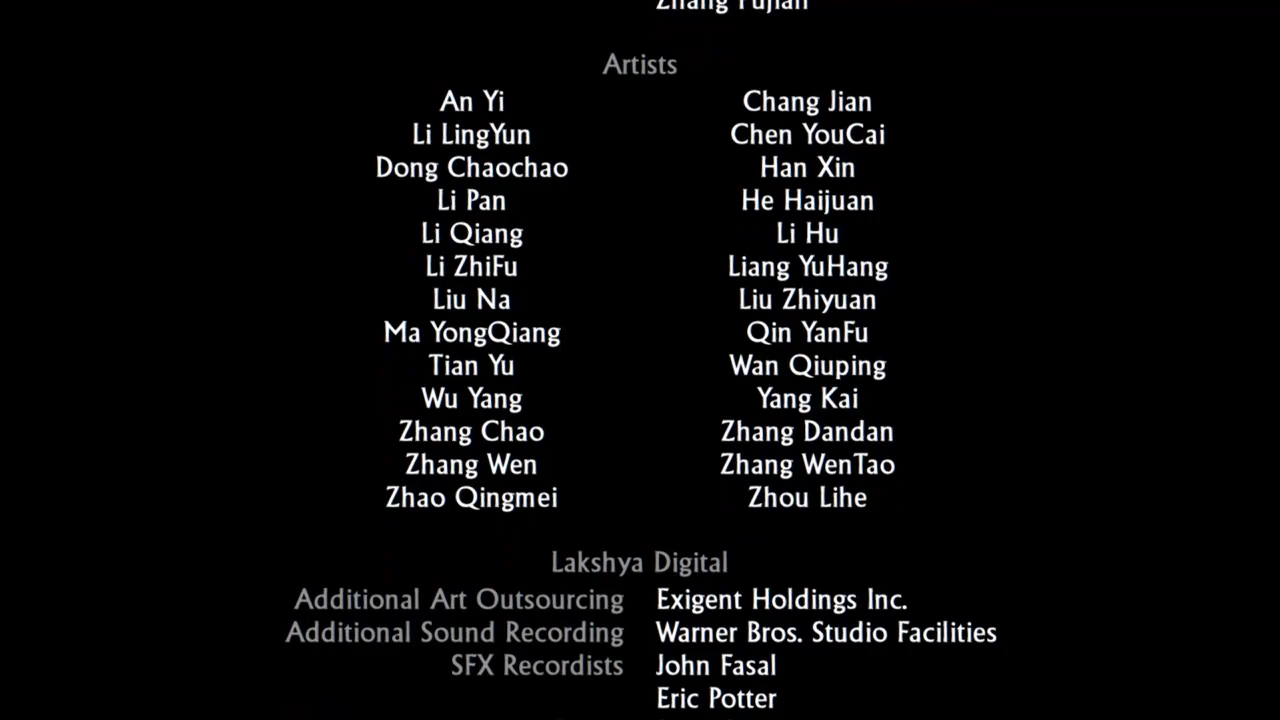 Zhang Fujian
Artists
An Yi Chang Jian
Li LingYun Chen YouCai
Dong Chaochao Han Xin
Li Pan He Haijuan
Li Qiang Li Hu
Li ZhiFu Liang YuHang
Liu Na Liu Zhiyuan
Ma YongQiang Qin YanFu
Tian Yu Wan Qiuping
Wu Yang Yang Kai
Zhang Chao Zhang Dandan
Zhang Wen Zhang WenTao
Zhao Qingmei Zhou Lihe
Lakshya Digital
Additional Art Outsourcing Exigent Holdings Inc.
Additional Sound Recording Warner Bros. Studio Facilities
SFX Recordists John Fasal
Eric Potter